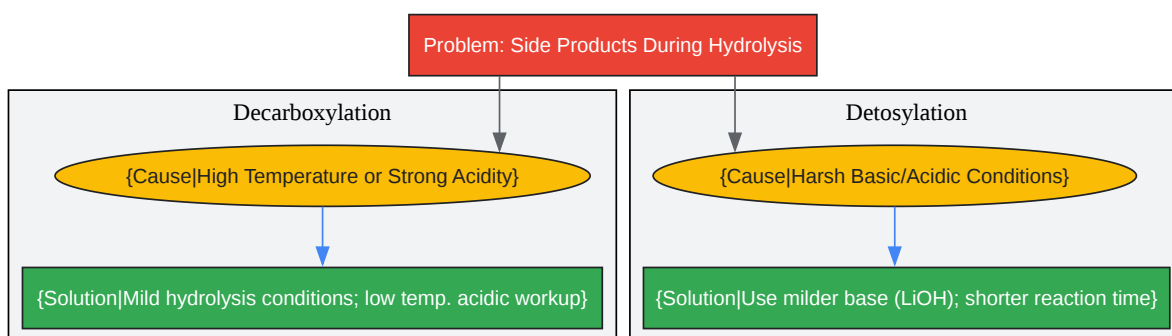 Problem: Side Products During Hydrolysis
Decarboxylation
{Cause|High Temperature or Strong Acidity}
{Solution|Mild hydrolysis conditions; low temp. acidic workup}
Detosylation
{Cause|Harsh Basic/Acidic Conditions}
{Solution|Use milder base (LiOH); shorter reaction time}